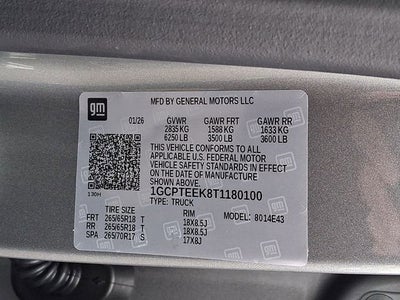 gm
MFD BY GENERAL MOTORS LLC
01/26 GVWR GAWR FRT GAWR RR
2835 KG 1588 KG 1633 KG
6250 LB 3500 LB 3600 LB
THIS VEHICLE CONFORMS TO ALL
APPLICABLE U.S. FEDERAL MOTOR
VEHICLE SAFETY STANDARDS IN EFFECT
ON THE DATE OF MANUFACTURE
SHOWN ABOVE.
1GCPTEEK8T1180100
130H TYPE: TRUCK
TIRE SIZE RIM MODEL: 8014E43
FRT 265/65R18 T 18X8.5J
RR 265/65R18 T 18X8.5J
SPA 265/70R17 S 17X8J